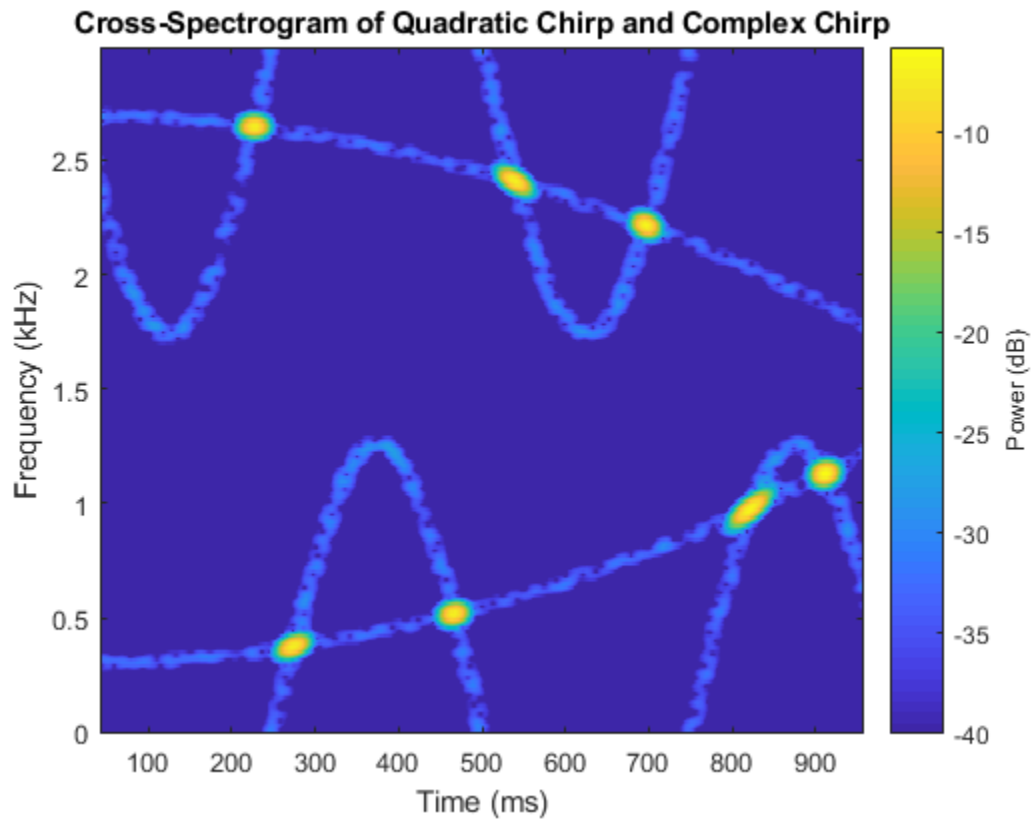 Cross-Spectrogram of Quadratic Chirp and Complex Chirp
Frequency (kHz)
2.5
2
1.5
1
0.5
0
100 200 300 400 500 600 700 800 900
Time (ms)
-10
-15
-20
-25
-30
-35
-40
Power (dB)